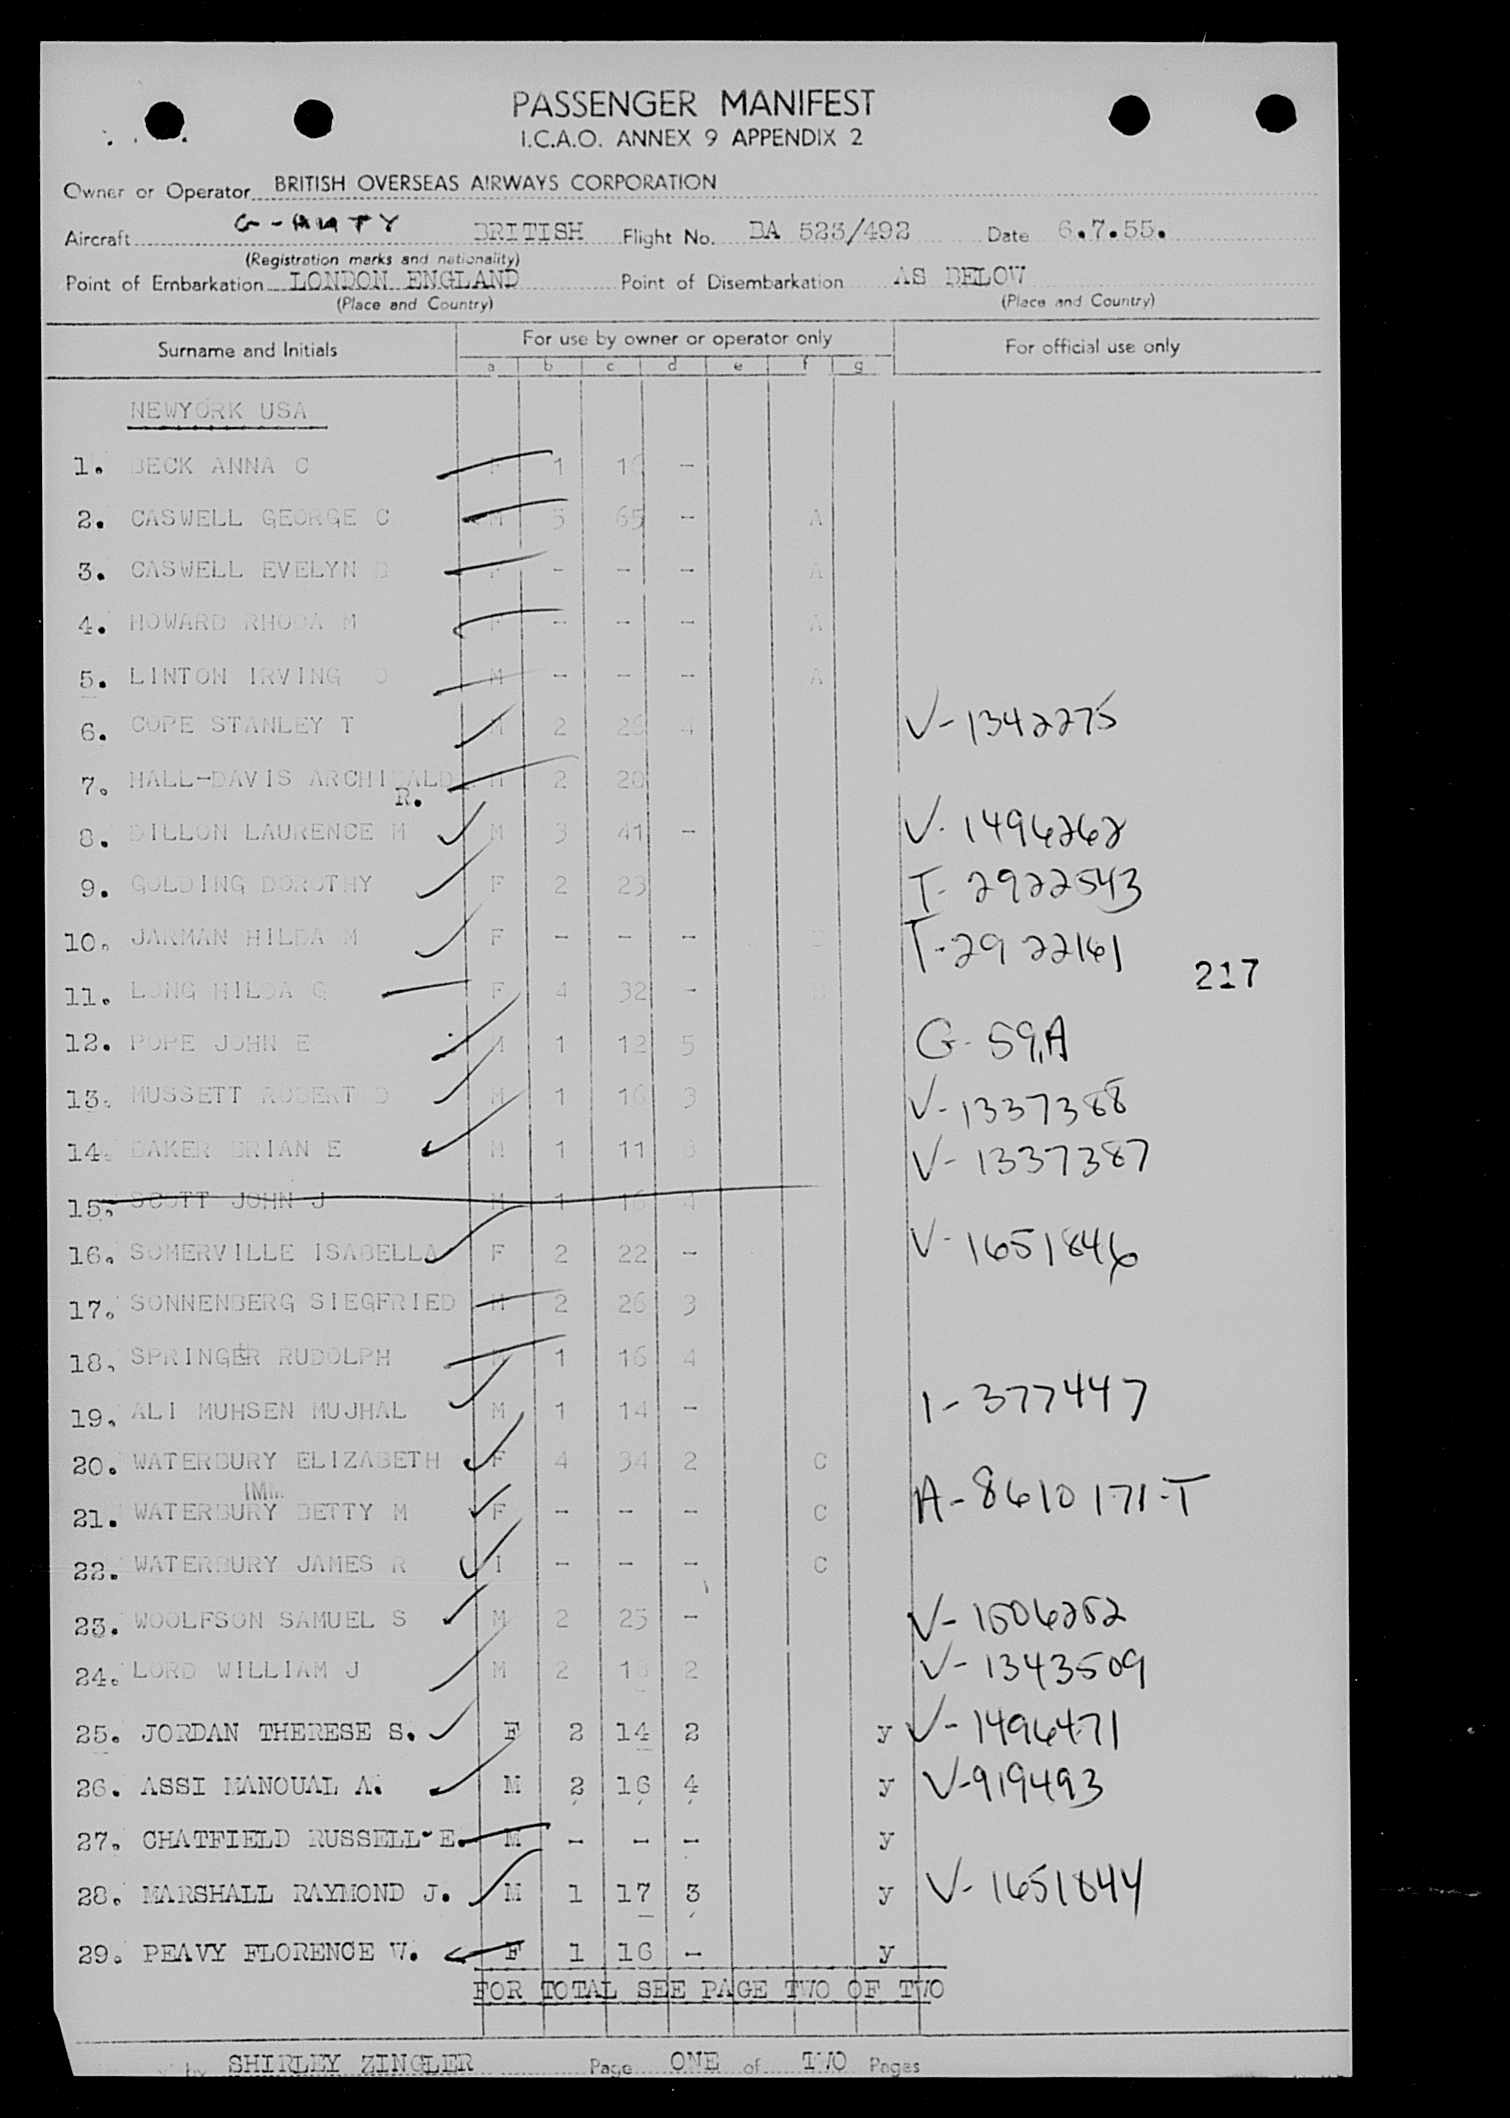 PASSENGER MANIFEST
I.C.A.O. ANNEX 9 APPENDIX 2
Owner or Operator BRITISH OVERSEAS AIRWAYS CORPORATION
Aircraft BRITISH Flight No. BA 523/492 Date 6.7.55.
(Registration marks and nationality)
Point of Embarkation LONDON ENGLAND Point of Disembarkation AS BELOW
(Place and Country) (Place and Country)
Surname and Initials For use by owner or operator only For official use only
a b c d e f g
NEWYORK USA
1. BECK ANNA C F 1 -
2. CASWELL GEORGE C M 5 65 - A
3. CASWELL EVELYN F - - - A
4. HOWARD RHODA M F - - - A
5. LINTON IRVING M - - - A
6. COPE STANLEY T M 2 26 4 V-1342275
7. HALL-DAVIS ARCHIBALD M 2 20
R.
8. DILLON LAURENCE M M 3 41 - V-1496262
9. GOLDING DOROTHY F 2 23 T-2922543
10. JARMAN HILDA M F - - - T-2922161
217
11. LONG HILDA G F 4 32 -
12. POPE JOHN E M 1 12 5 G-59,A
13. MUSSETT ROBERT D M 1 16 3 V-1337388
14. BAKER BRIAN E M 1 11 V-1337387
15. SCOTT JOHN J M 1 16 4
16. SOMERVILLE ISABELLA F 2 22 - V-1651846
17. SONNENBERG SIEGFRIED M 2 26 3
18. SPRINGER RUDOLPH M 1 16 4
19. ALI MUHSEN MUJHAL M 1 14 - 1-377447
20. WATERBURY ELIZABETH F 4 34 2 C
IMM.
21. WATERBURY BETTY M F - - - C A-8610171-T
22. WATERBURY JAMES R I - - - C
23. WOOLFSON SAMUEL S M 2 25 - V-1506252
24. LORD WILLIAM J M 2 2 V-1343509
25. JORDAN THERESE S. F 2 14 2 y V-1496471
26. ASSI MANOUAL A. M 2 16 4 y V-919493
27. CHATFIELD RUSSELL E. M - - - y
28. MARSHALL RAYMOND J. M 1 17 3 y V-1651844
29. PEAVY FLORENCE W. F 1 16 - y
FOR TOTAL SEE PAGE TWO OF TWO
by SHIRLEY ZINGLER Page ONE of TWO Pages